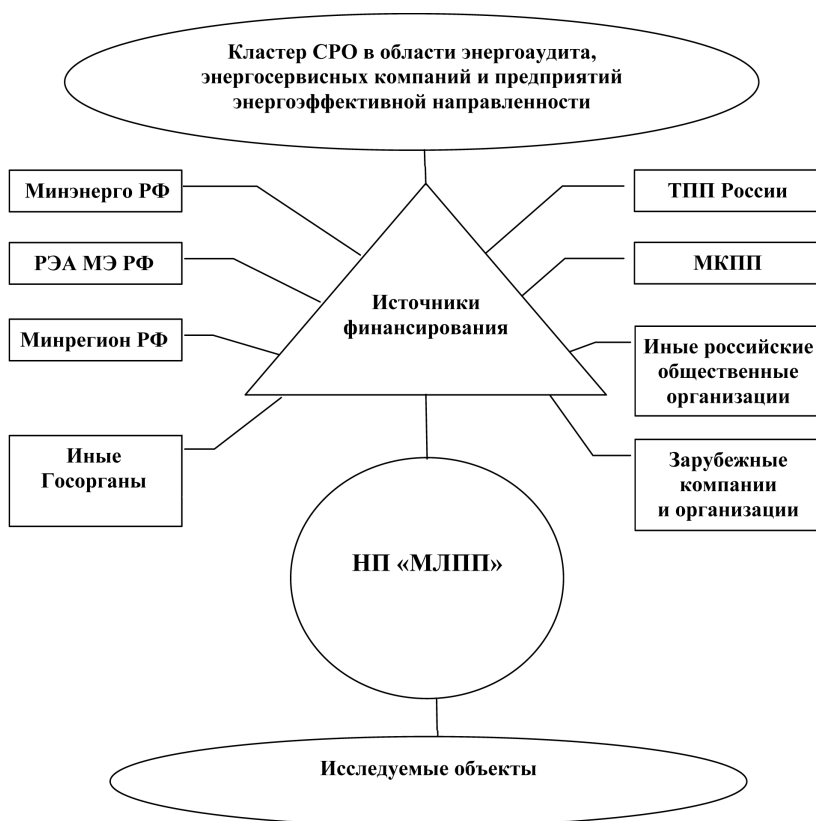 Кластер СРО в области энергоаудита,
энергосервисных компаний и предприятий
энергоэффективной направленности
Минэнерго РФ
РЭА МЭ РФ
Минрегион РФ
Иные
Госорганы
Источники
финансирования
ТПП России
МКПП
Иные российские
общественные
организации
Зарубежные
компании
и организации
НП «МЛПП»
Исследуемые объекты